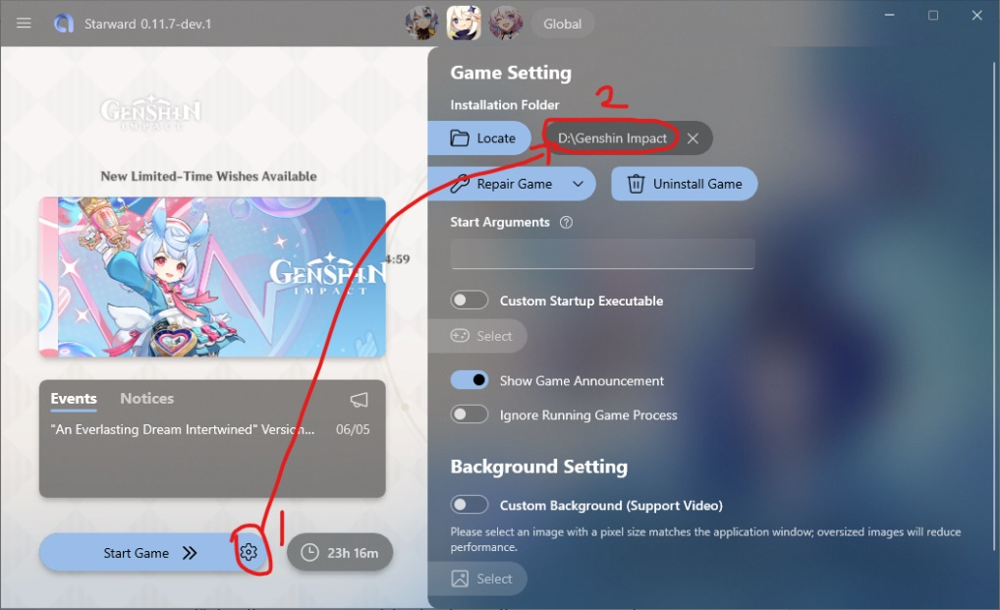 Starward 0.11.7-dev.1
Global
GENSHIN
IMPACT
New Limited-Time Wishes Available
4:59
GENSHIN
IMPACT
Events Notices
"An Everlasting Dream Intertwined" Version... 06/05
Start Game
1
23h 16m
Game Setting
Installation Folder
2
Locate
D:\Genshin Impact
Repair Game
Uninstall Game
Start Arguments
Custom Startup Executable
Select
Show Game Announcement
Ignore Running Game Process
Background Setting
Custom Background (Support Video)
Please select an image with a pixel size matches the application window; oversized images will reduce
performance.
Select